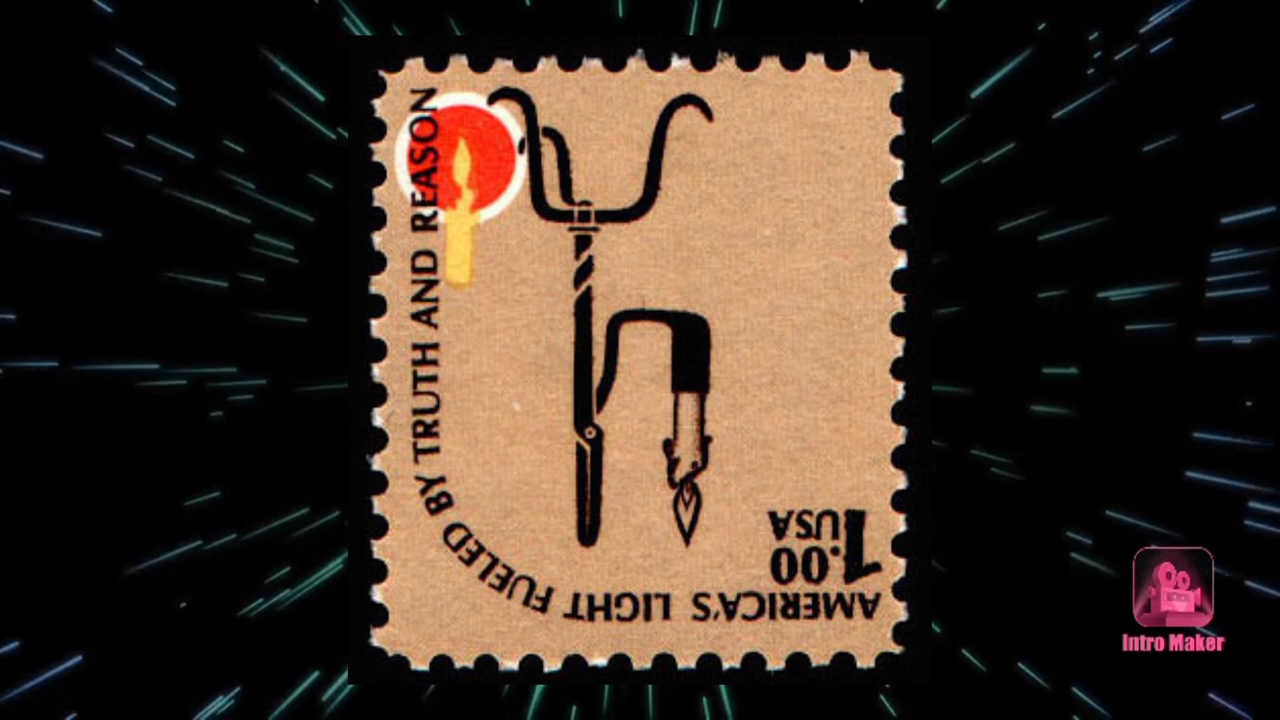 AMERICA'S LIGHT FUELED BY TRUTH AND REASON
1.00
USA
Intro Maker